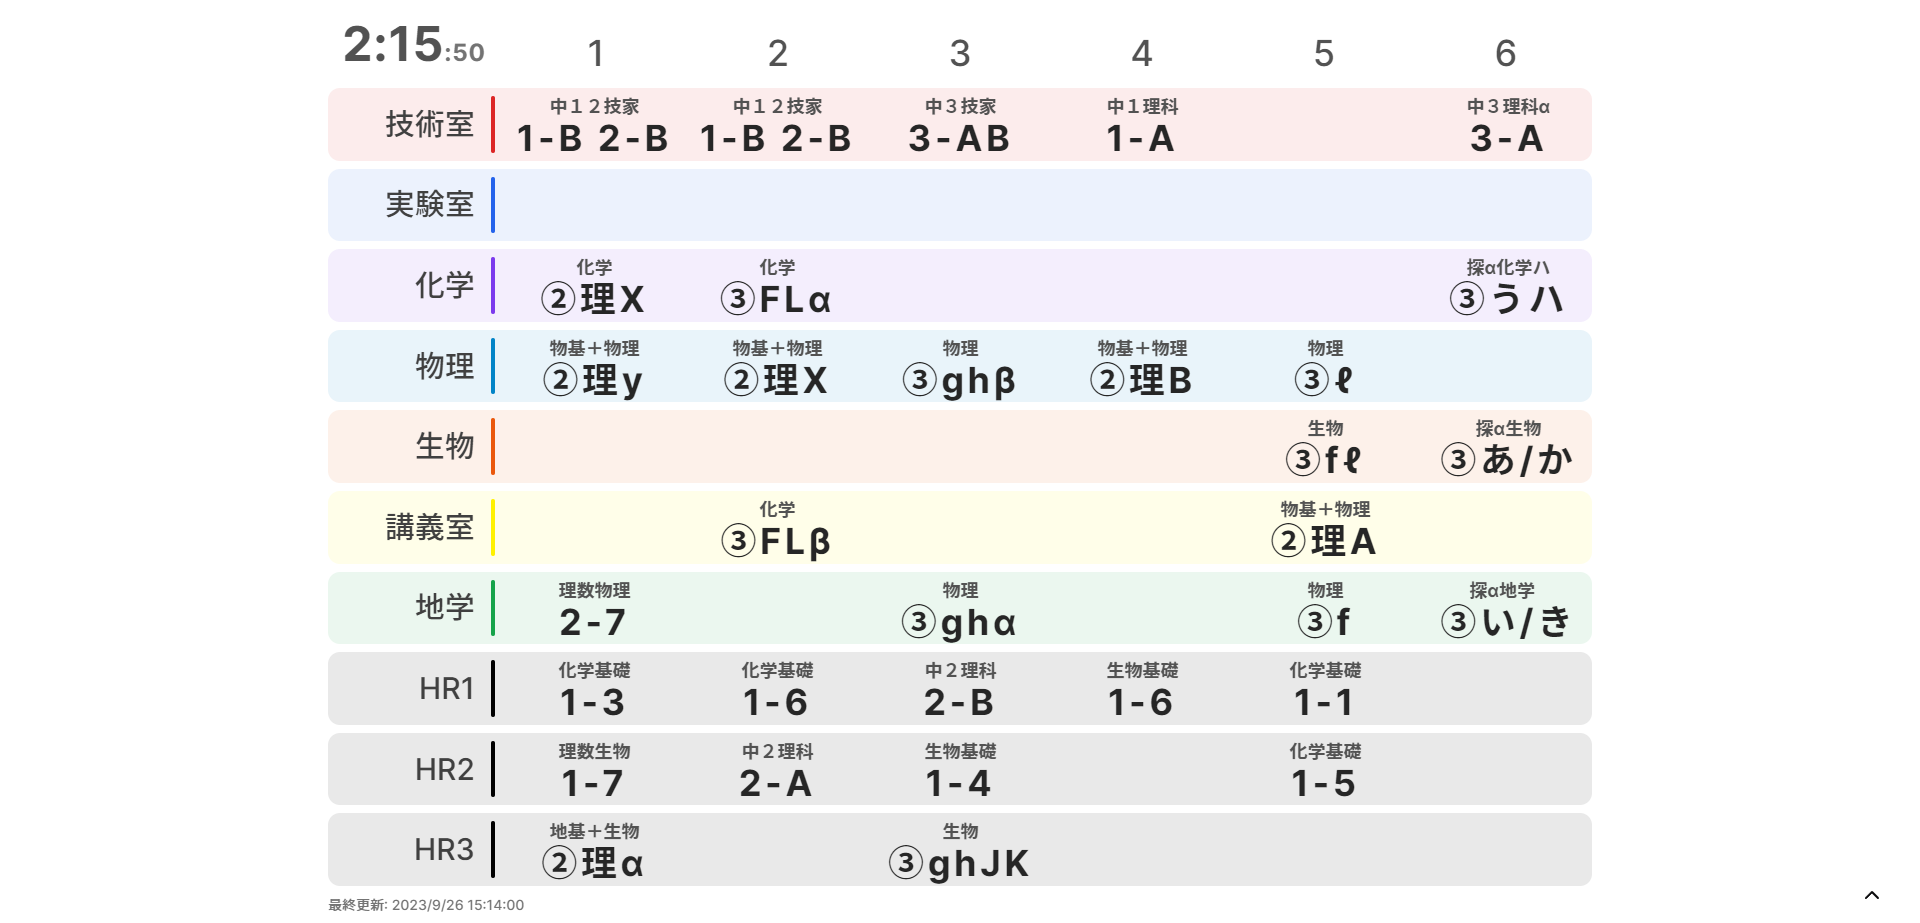 2:15:50 1 2 3 4 5 6
技術室 中１２技家 中１２技家 中３技家 中１理科 中３理科α
1-B 2-B 1-B 2-B 3-AB 1-A 3-A
実験室
化学 化学 化学 探α化学ハ
②理X ③FLα ③うハ
物理 物基＋物理 物基＋物理 物理 物基＋物理 物理
②理y ②理X ③ghβ ②理B ③ℓ
生物 生物 探α生物
③fℓ ③あ/か
講義室 化学 物基＋物理
③FLβ ②理A
地学 理数物理 物理 物理 探α地学
2-7 ③ghα ③f ③い/き
HR1 化学基礎 化学基礎 中２理科 生物基礎 化学基礎
1-3 1-6 2-B 1-6 1-1
HR2 理数生物 中２理科 生物基礎 化学基礎
1-7 2-A 1-4 1-5
HR3 地基＋生物 生物
②理α ③ghJK
最終更新: 2023/9/26 15:14:00